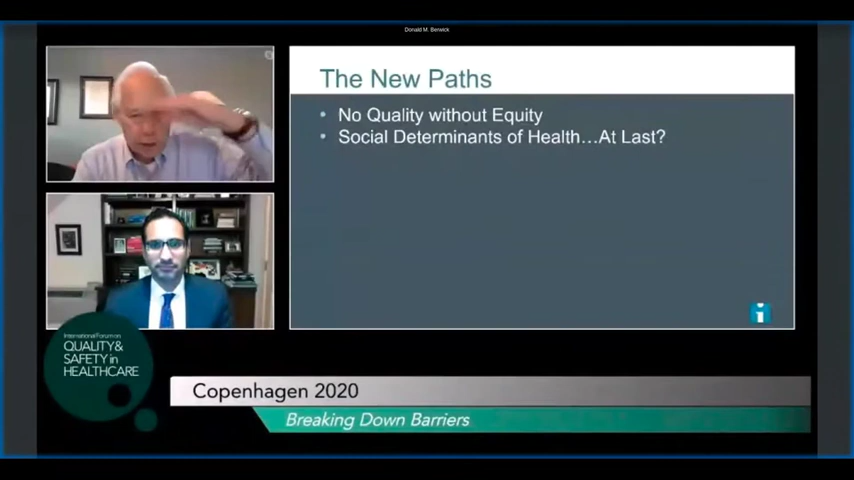 Donald M. Berwick
The New Paths
No Quality without Equity
Social Determinants of Health…At Last?
International Forum on
QUALITY&
SAFETY in
HEALTHCARE
Copenhagen 2020
Breaking Down Barriers